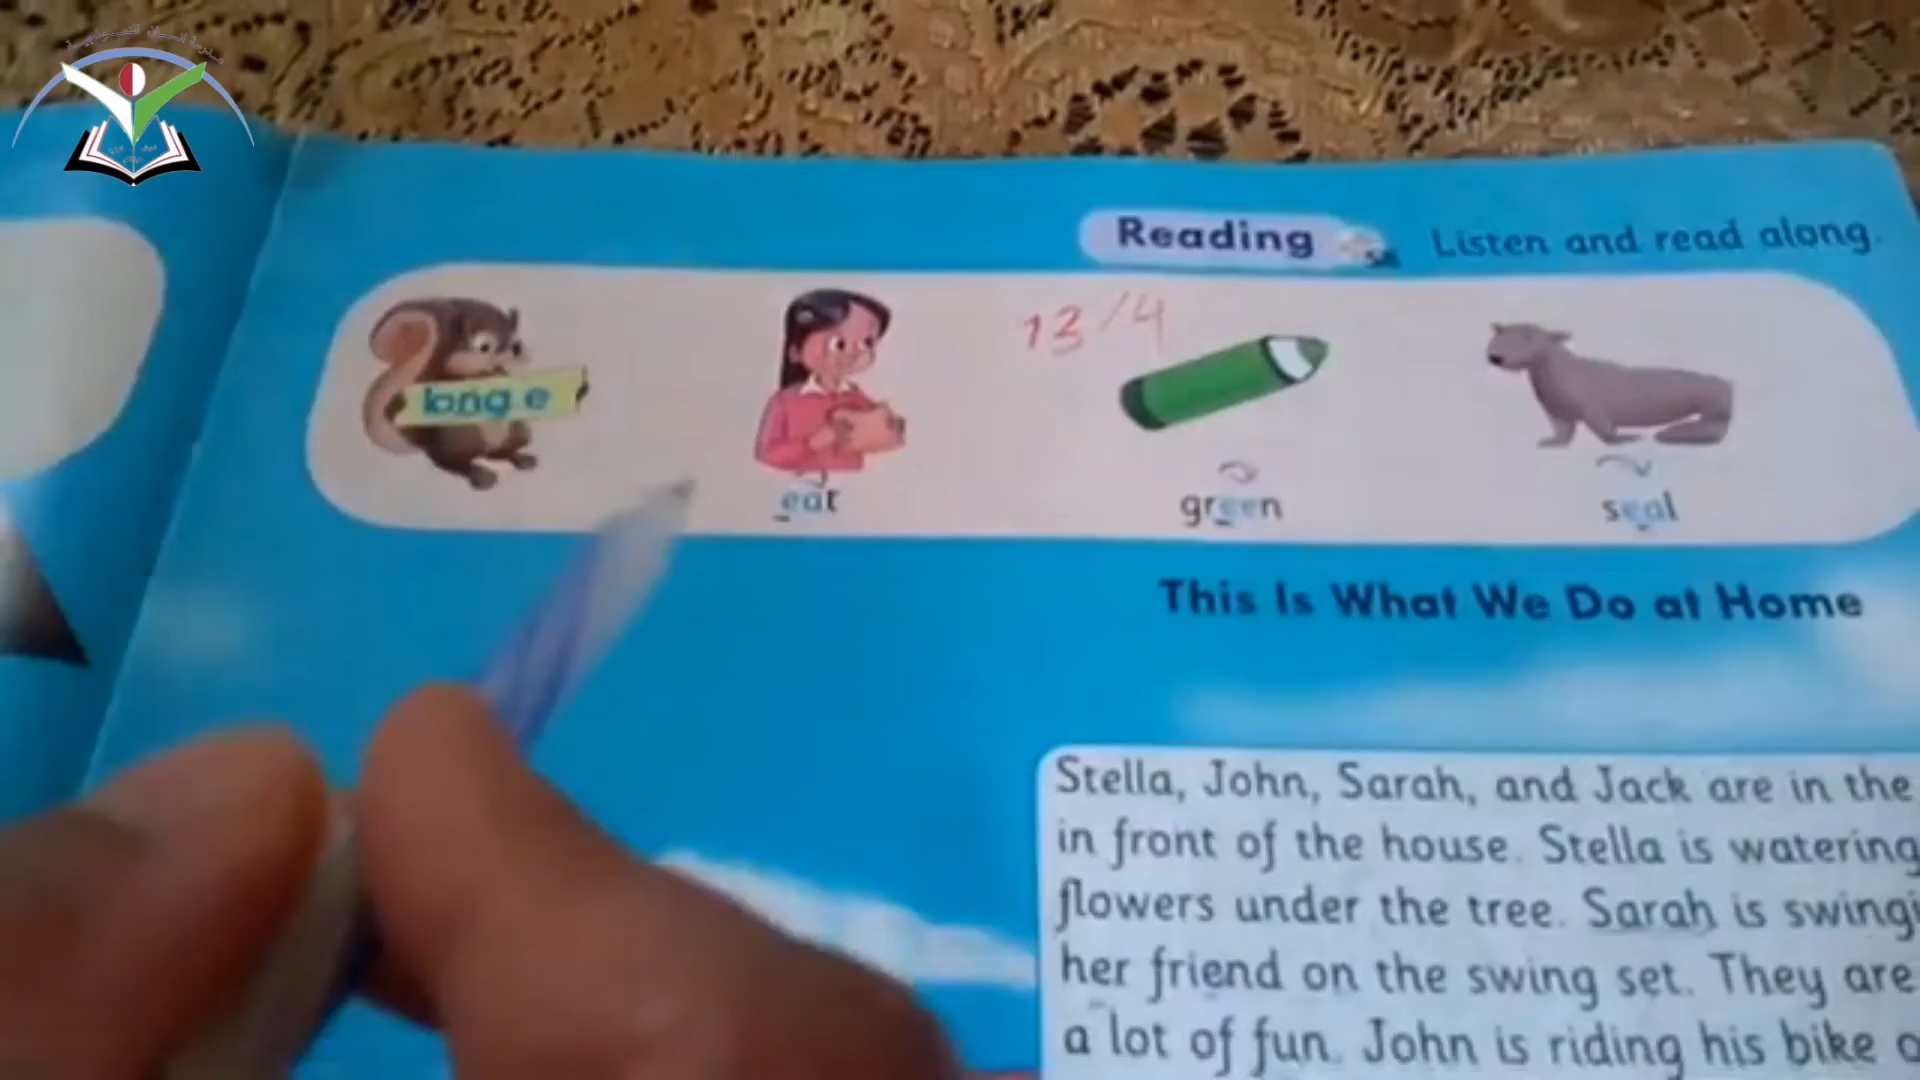 Reading Listen and read along.
long e
13/4
eat green seal
This Is What We Do at Home
Stella, John, Sarah, and Jack are in the
in front of the house. Stella is watering
flowers under the tree. Sarah is swingi
her friend on the swing set. They are
a lot of fun. John is riding his bike